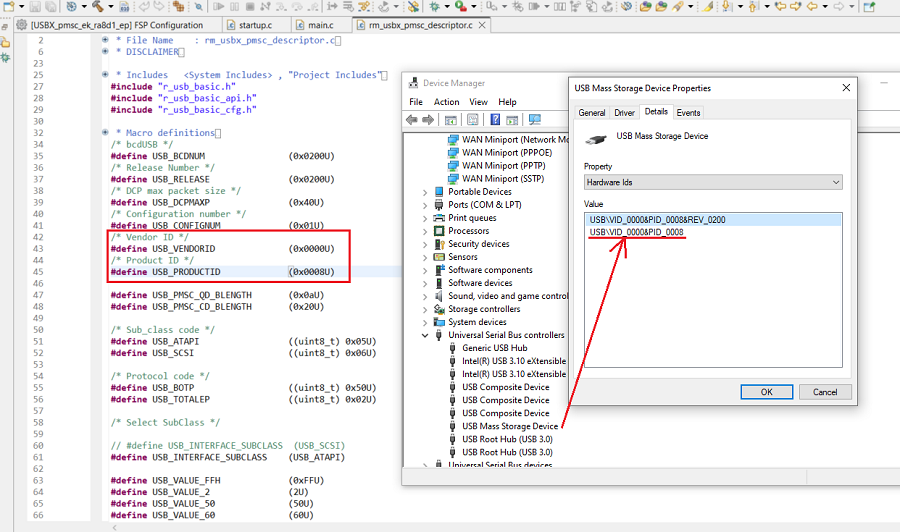 [USBX_pmsc_ek_ra8d1_ep] FSP Configuration
startup.c
main.c
rm_usbx_pmsc_descriptor.c
2 * File Name : rm_usbx_pmsc_descriptor.c
6 * DISCLAIMER
23
25 * Includes <System Includes> , "Project Includes"
27 #include "r_usb_basic.h"
28 #include "r_usb_basic_api.h"
29 #include "r_usb_basic_cfg.h"
30
32 * Macro definitions
34 /* bcdUSB */
35 #define USB_BCDNUM (0x0200U)
36 /* Release Number */
37 #define USB_RELEASE (0x0200U)
38 /* DCP max packet size */
39 #define USB_DCPMAXP (0x40U)
40 /* Configuration number */
41 #define USB_CONFIGNUM (0x01U)
42 /* Vendor ID */
43 #define USB_VENDORID (0x0000U)
44 /* Product ID */
45 #define USB_PRODUCTID (0x0008U)
46
47 #define USB_PMSC_QD_BLENGTH (0x0aU)
48 #define USB_PMSC_CD_BLENGTH (0x20U)
49
50 /* Sub_class code */
51 #define USB_ATAPI ((uint8_t) 0x05U)
52 #define USB_SCSI ((uint8_t) 0x06U)
53
54 /* Protocol code */
55 #define USB_BOTP ((uint8_t) 0x50U)
56 #define USB_TOTALEP ((uint8_t) 0x02U)
57
58 /* Select SubClass */
59
60 // #define USB_INTERFACE_SUBCLASS (USB_SCSI)
61 #define USB_INTERFACE_SUBCLASS (USB_ATAPI)
62
63 #define USB_VALUE_FFH (0xFFU)
64 #define USB_VALUE_2 (2U)
65 #define USB_VALUE_50 (50U)
66 #define USB_VALUE_60 (60U)
Device Manager
File Action View Help
WAN Miniport (Network Mo
WAN Miniport (PPPOE)
WAN Miniport (PPTP)
WAN Miniport (SSTP)
Portable Devices
Ports (COM & LPT)
Print queues
Processors
Security devices
Sensors
Software components
Software devices
Sound, video and game control
Storage controllers
System devices
Universal Serial Bus controllers
Generic USB Hub
Intel(R) USB 3.10 eXtensible
Intel(R) USB 3.10 eXtensible
USB Composite Device
USB Composite Device
USB Composite Device
USB Mass Storage Device
USB Root Hub (USB 3.0)
USB Root Hub (USB 3.0)
Universal Serial Bus devices
USB Mass Storage Device Properties
General Driver Details Events
USB Mass Storage Device
Property
Hardware Ids
Value
USB\VID_0000&PID_0008&REV_0200
USB\VID_0000&PID_0008
OK Cancel